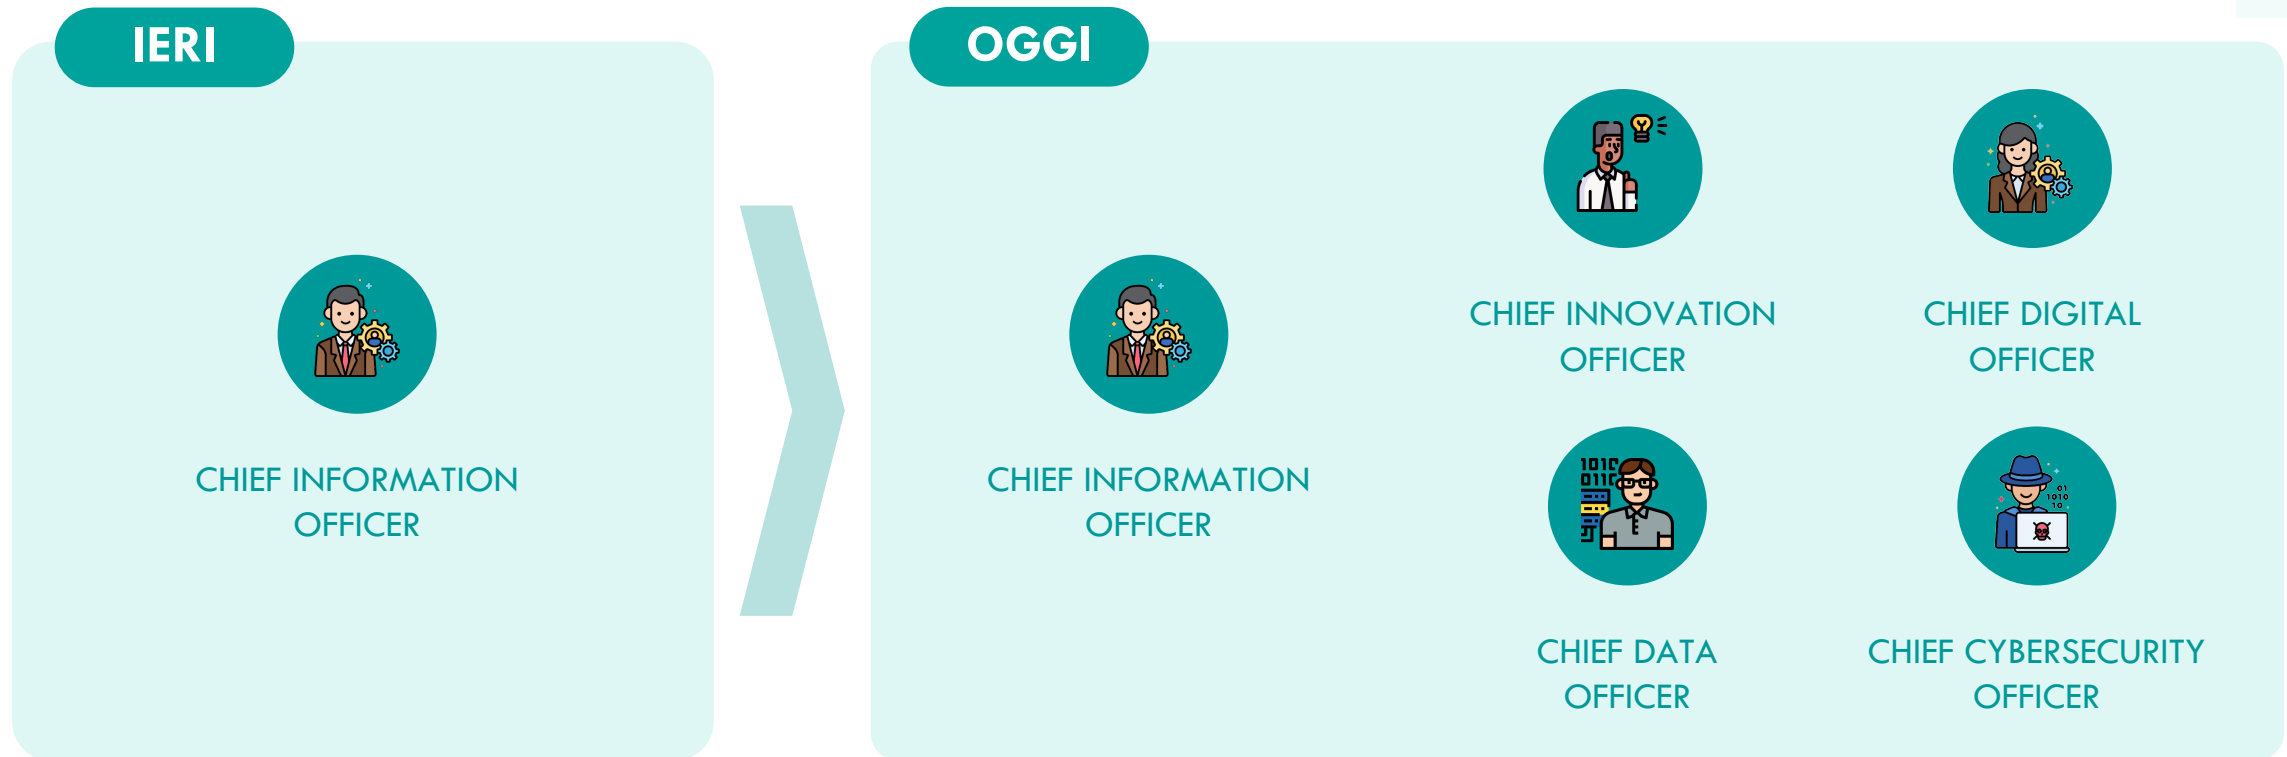 IERI
CHIEF INFORMATION
OFFICER
OGGI
CHIEF INFORMATION
OFFICER
CHIEF INNOVATION
OFFICER
CHIEF DIGITAL
OFFICER
CHIEF DATA
OFFICER
CHIEF CYBERSECURITY
OFFICER